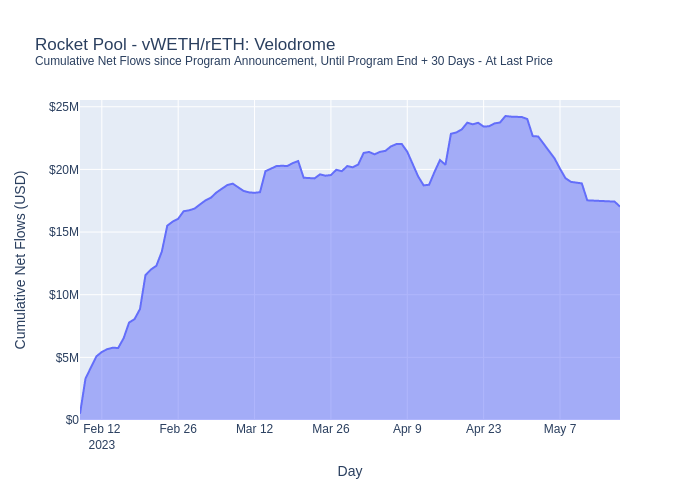 Rocket Pool - vWETH/rETH: Velodrome
Cumulative Net Flows since Program Announcement, Until Program End + 30 Days - At Last Price
Cumulative Net Flows (USD)
$25M
$20M
$15M
$10M
$5M
$0
Feb 12
2023
Feb 26
Mar 12
Mar 26
Apr 9
Apr 23
May 7
Day